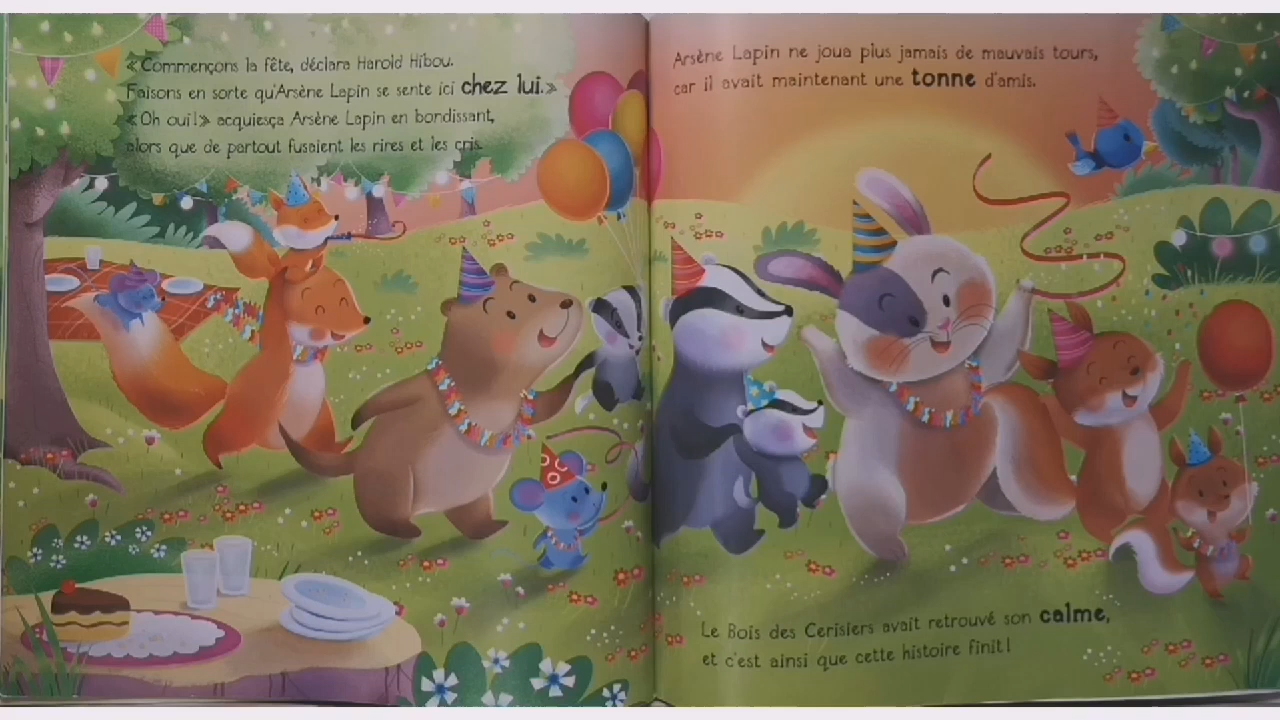 «Commençons la fête, déclara Harold Hibou.
Faisons en sorte qu'Arsène Lapin se sente ici chez lui.»
«Oh oui!» acquiesça Arsène Lapin en bondissant,
alors que de partout fusaient les rires et les cris.
Arsène Lapin ne joua plus jamais de mauvais tours,
car il avait maintenant une tonne d'amis.
Le Bois des Cerisiers avait retrouvé son calme,
et c'est ainsi que cette histoire finit!